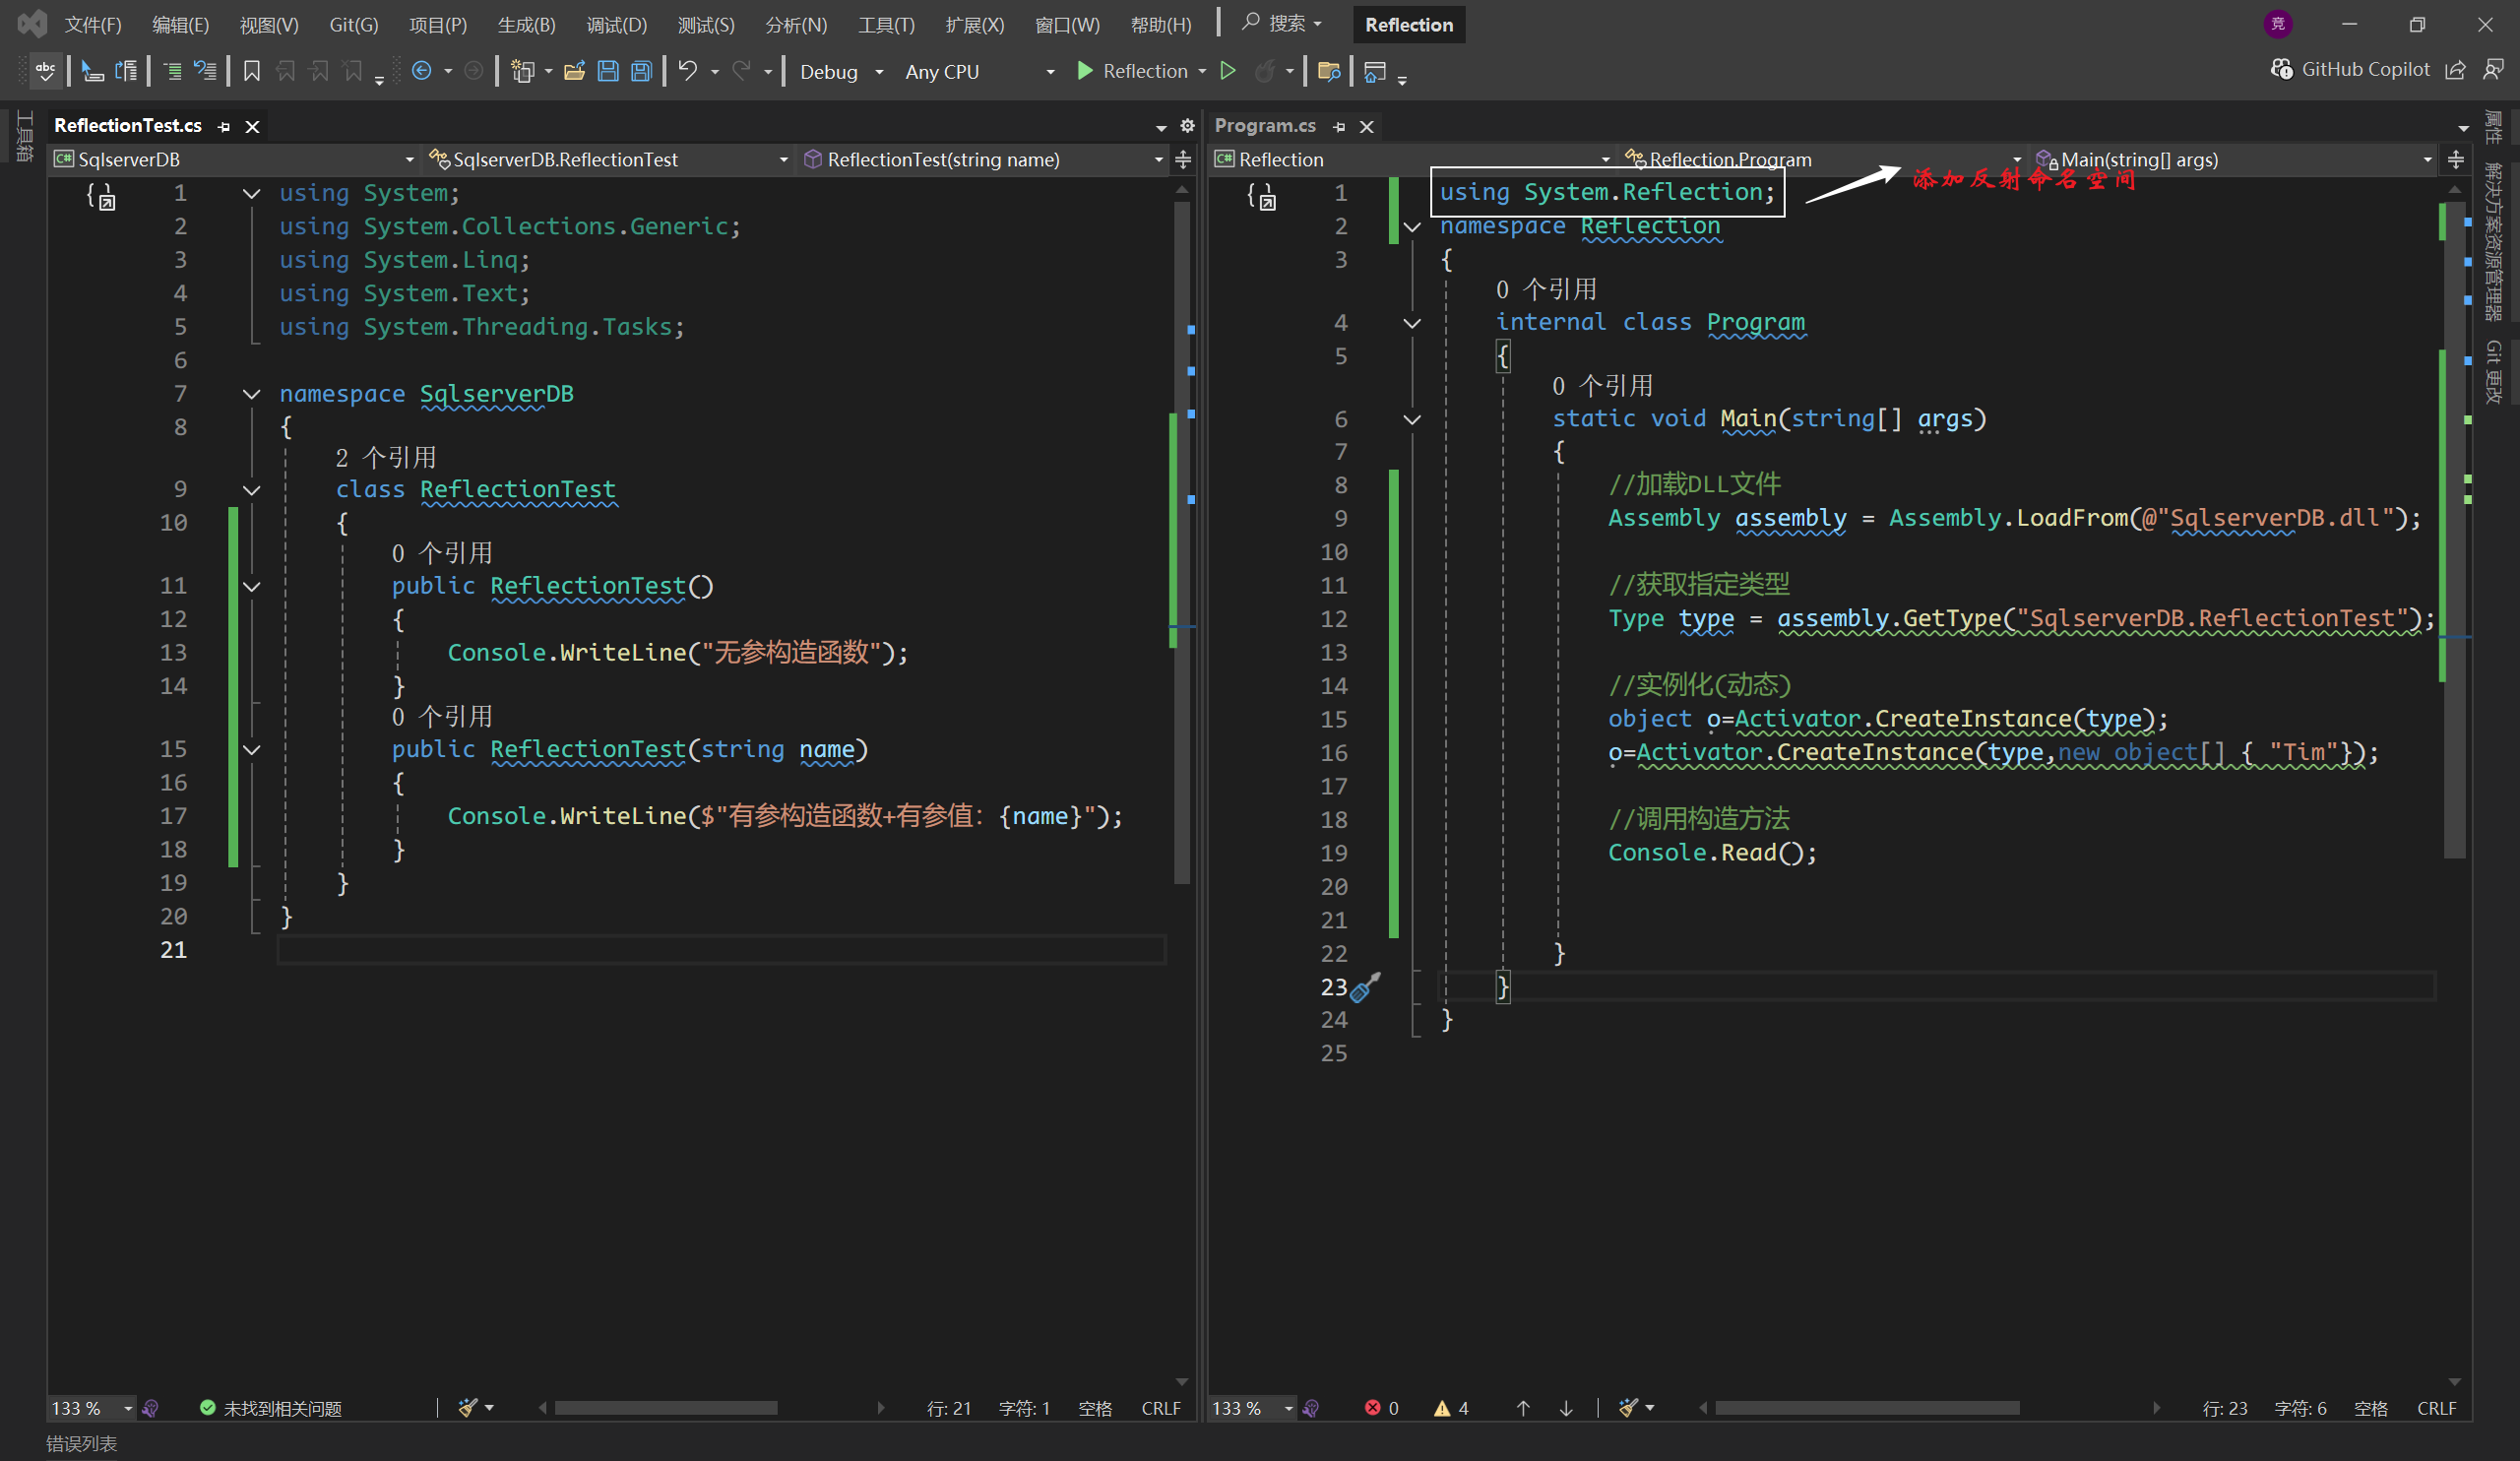 文件(F) 编辑(E) 视图(V) Git(G) 项目(P) 生成(B) 调试(D) 测试(S) 分析(N) 工具(T) 扩展(X) 窗口(W) 帮助(H) 搜索 Reflection 竞
abc Debug Any CPU Reflection GitHub Copilot
工具箱
ReflectionTest.cs
SqlserverDB SqlserverDB.ReflectionTest ReflectionTest(string name)
1 using System;
2 using System.Collections.Generic;
3 using System.Linq;
4 using System.Text;
5 using System.Threading.Tasks;
6
7 namespace SqlserverDB
8 {
2 个引用
9 class ReflectionTest
10 {
0 个引用
11 public ReflectionTest()
12 {
13 Console.WriteLine("无参构造函数");
14 }
0 个引用
15 public ReflectionTest(string name)
16 {
17 Console.WriteLine($"有参构造函数+有参值：{name}");
18 }
19 }
20 }
21
133 % 未找到相关问题 行: 21 字符: 1 空格 CRLF
Program.cs
Reflection Reflection.Program Main(string[] args)
添加反射命名空间
1 using System.Reflection;
2 namespace Reflection
3 {
0 个引用
4 internal class Program
5 {
0 个引用
6 static void Main(string[] args)
7 {
8 //加载DLL文件
9 Assembly assembly = Assembly.LoadFrom(@"SqlserverDB.dll");
10
11 //获取指定类型
12 Type type = assembly.GetType("SqlserverDB.ReflectionTest");
13
14 //实例化(动态)
15 object o=Activator.CreateInstance(type);
16 o=Activator.CreateInstance(type,new object[] { "Tim"});
17
18 //调用构造方法
19 Console.Read();
20
21
22 }
23 }
24 }
25
133 % 0 4 行: 23 字符: 6 空格 CRLF
属性
解决方案资源管理器
Git 更改
错误列表